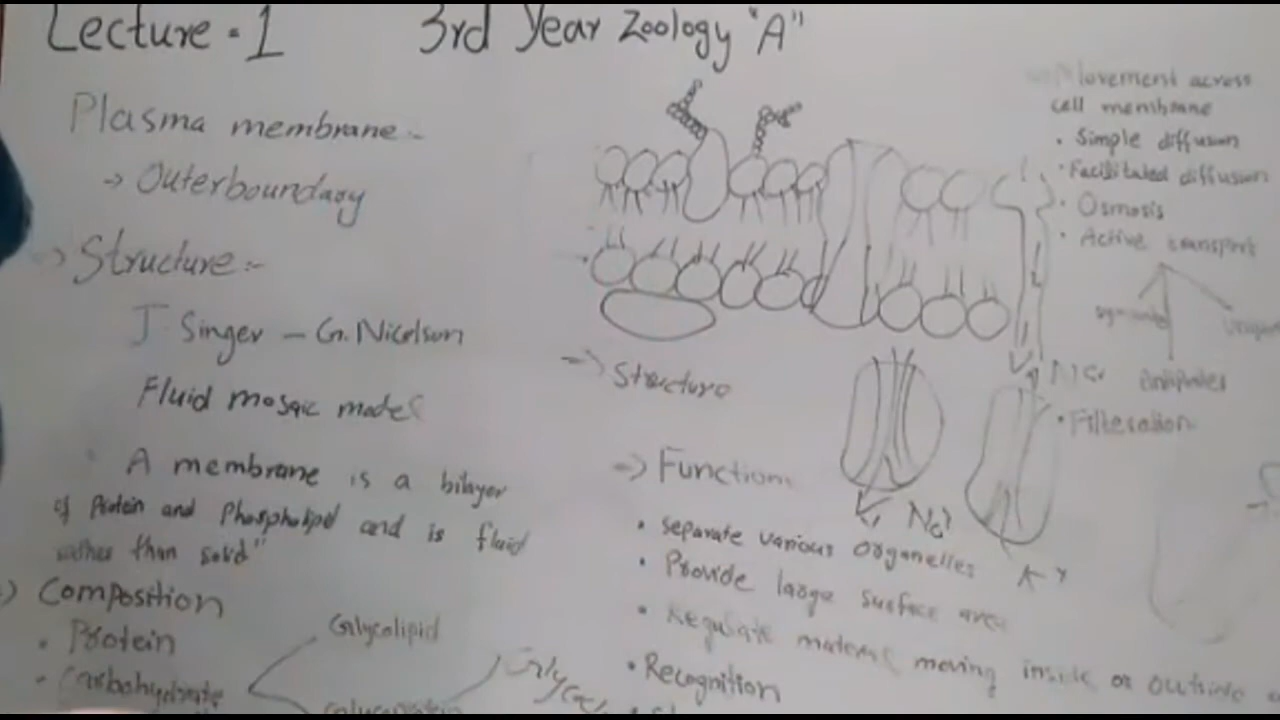 Lecture - 1 3rd Year Zoology "A"
Plasma membrane :-
→ Outerboundary
→ Structure :-
J Singer – G. Nicolson
Fluid mosaic model
"A membrane is a bilayer
of Protein and Phospholipid and is fluid
rather than solid"
→) Composition
• Protein
• Carbohydrate
Glycolipid
Glycoprotein
→ Structure
→ Function
• separate various organelles
• Provide large surface area
• Regulate material moving inside or outside
• Recognition
Na+
K+
Movement across
cell membrane
• Simple diffusion
• Facilitated diffusion
• Osmosis
• Active transport
• Filteration